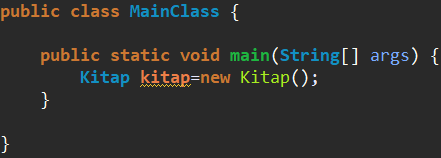 public class MainClass {
public static void main(String[] args) {
Kitap kitap=new Kitap();
}
}